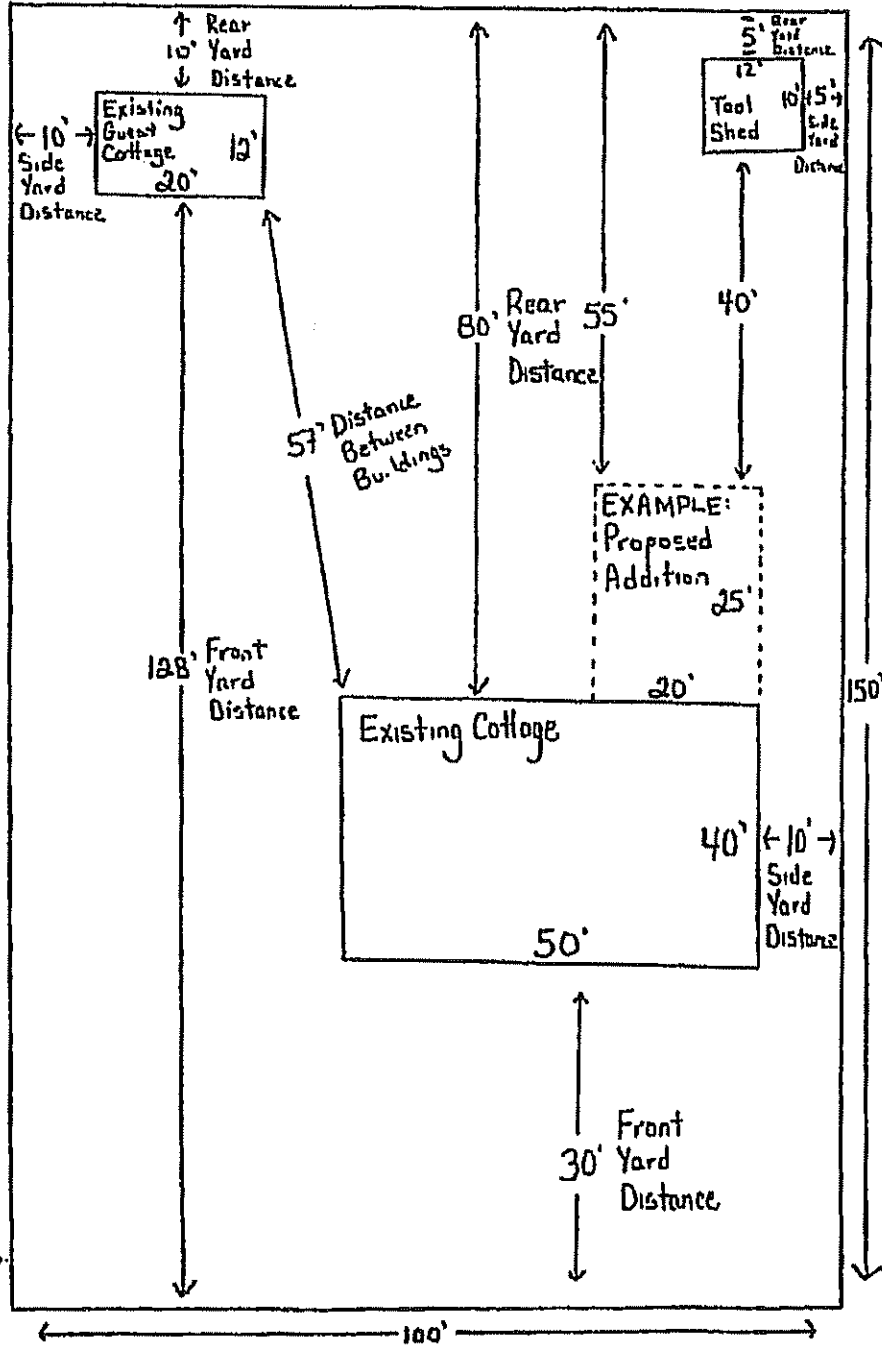 Rear
10' Yard
Distance
5' Rear
Yard
Distance
12'
Tool
Shed
10'
5'
Side
Yard
Distance
Existing
Guest
Cottage
12'
20'
10'
Side
Yard
Distance
80' Rear
Yard
Distance
55'
40'
57' Distance
Between
Buildings
EXAMPLE:
Proposed
Addition
25'
20'
128' Front
Yard
Distance
150'
Existing Cottage
40'
10'
Side
Yard
Distance
50'
30' Front
Yard
Distance
100'